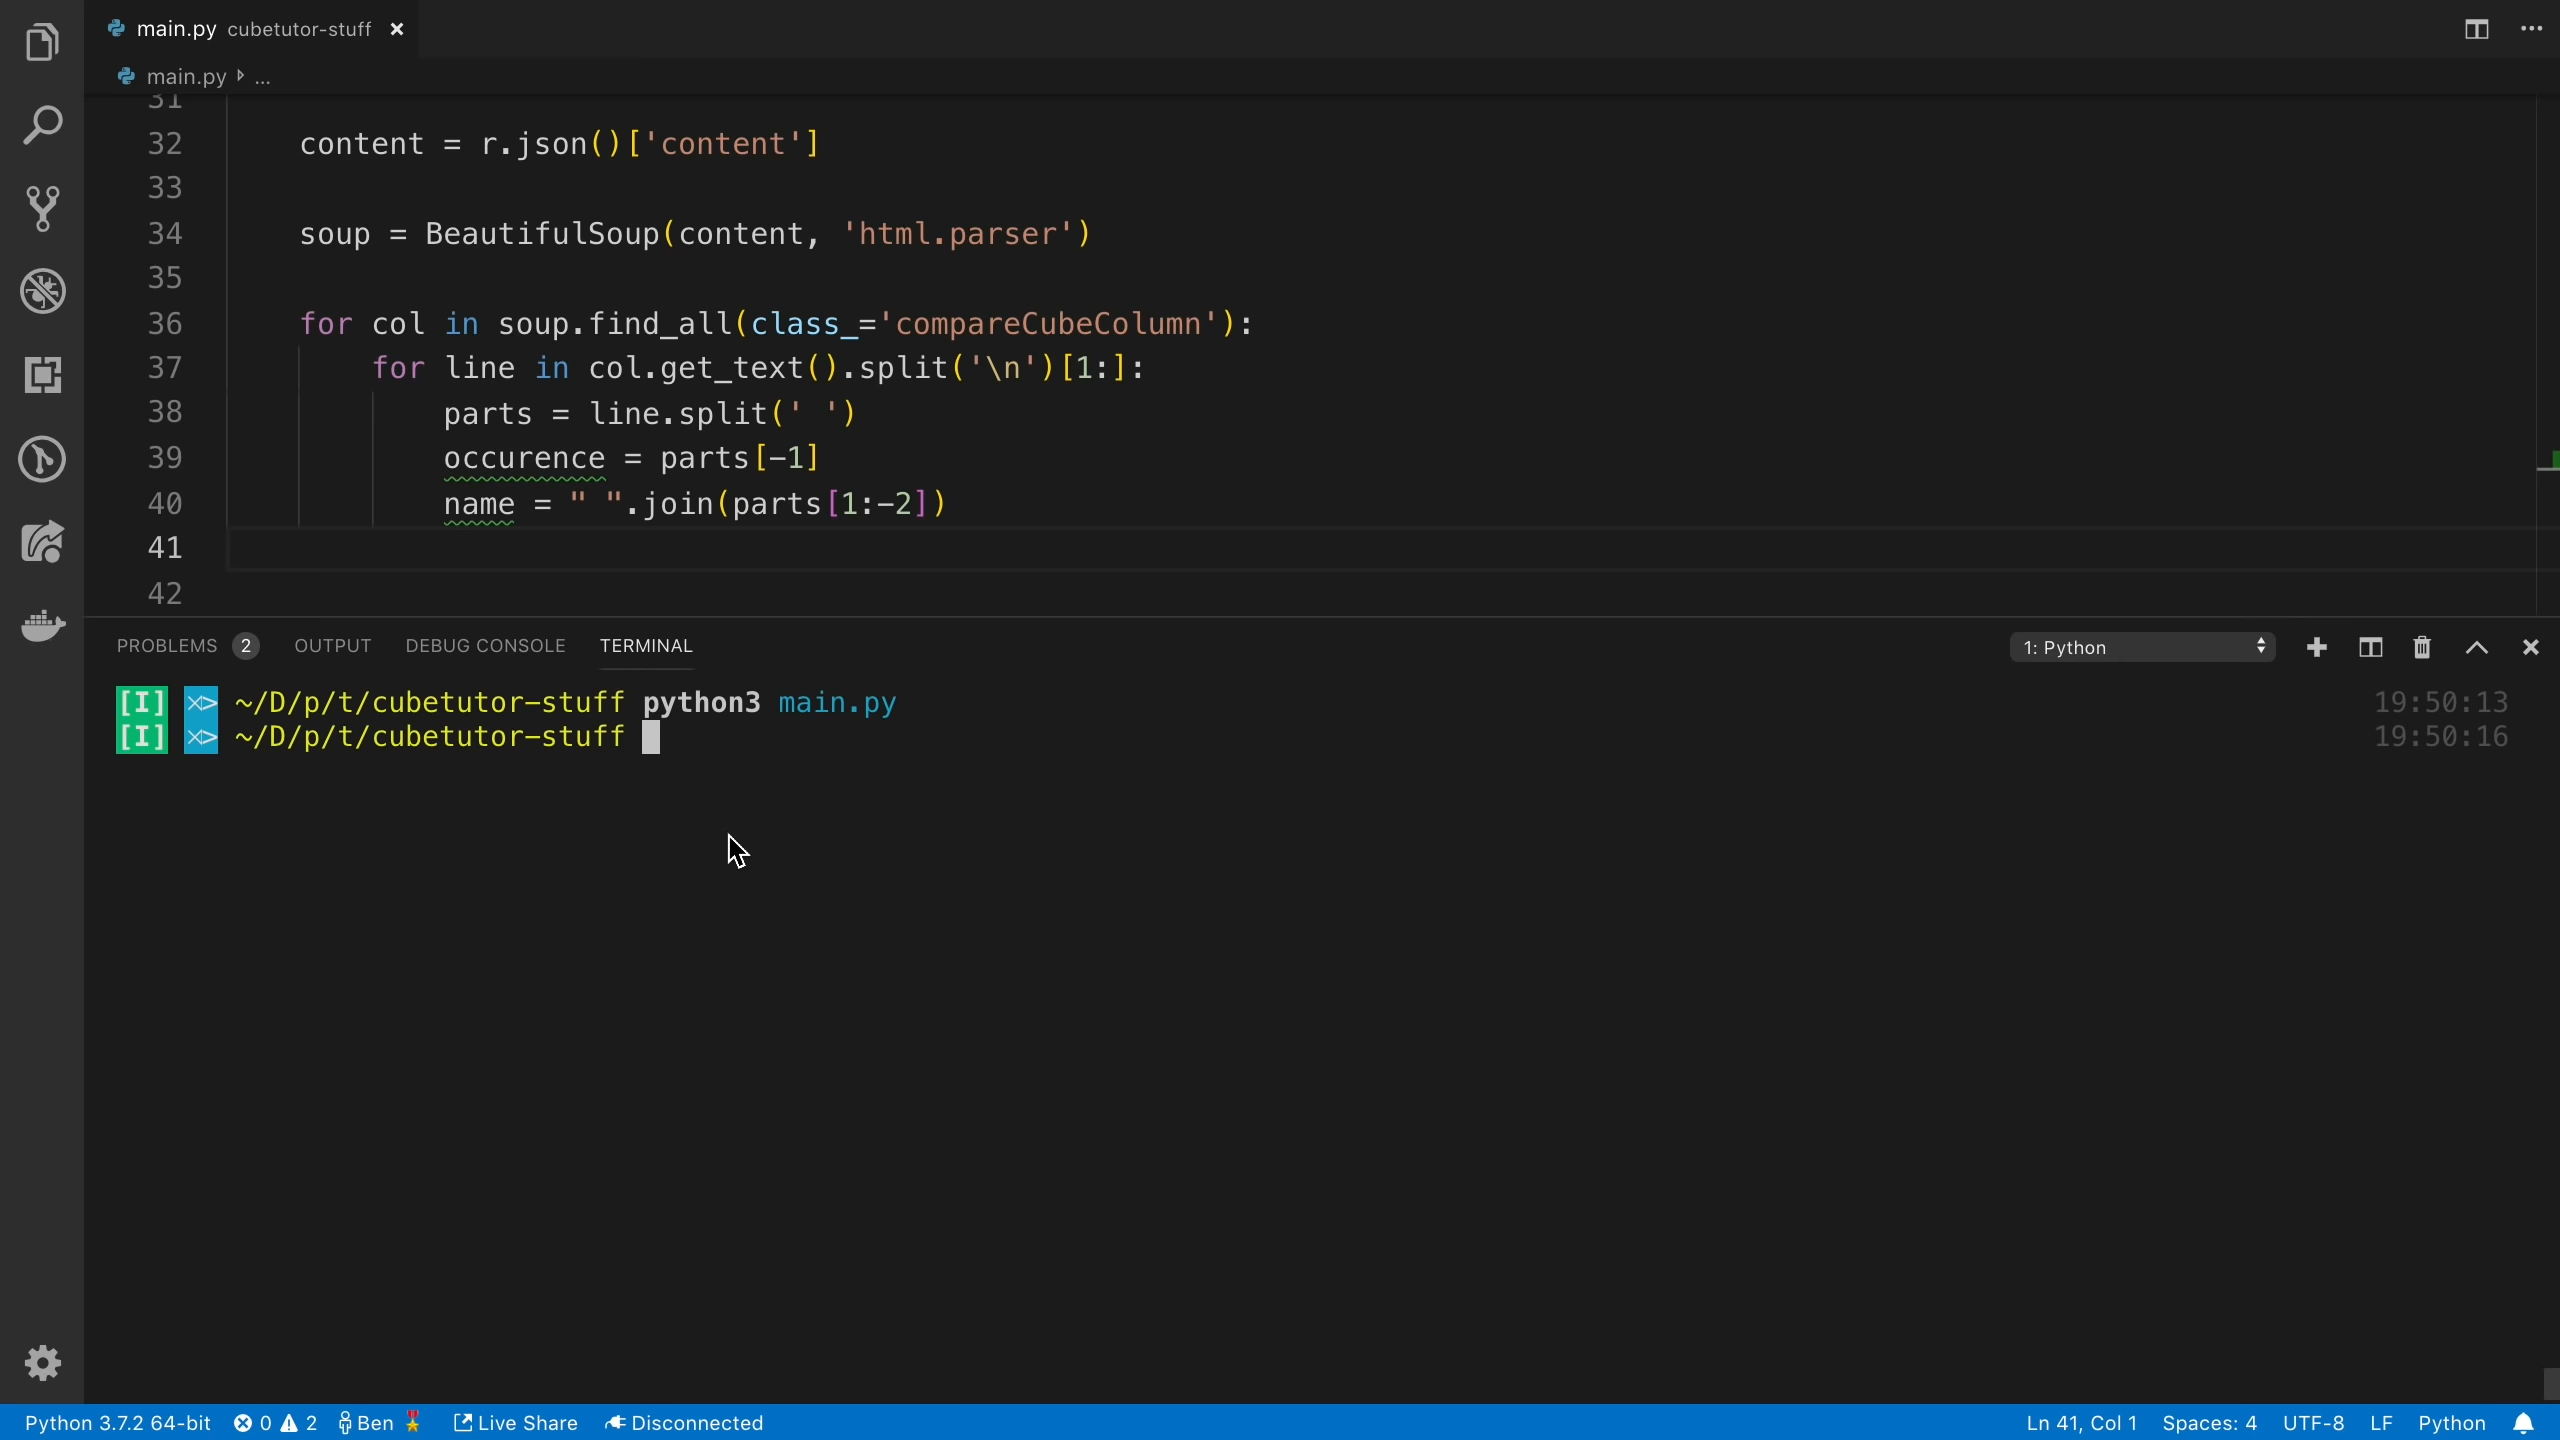 main.py cubetutor-stuff
main.py ...
31
32 content = r.json()['content']
33
34 soup = BeautifulSoup(content, 'html.parser')
35
36 for col in soup.find_all(class_='compareCubeColumn'):
37 for line in col.get_text().split('\n')[1:]:
38 parts = line.split(' ')
39 occurence = parts[-1]
40 name = " ".join(parts[1:-2])
41
42
PROBLEMS 2 OUTPUT DEBUG CONSOLE TERMINAL 1: Python
[I] ~/D/p/t/cubetutor-stuff python3 main.py 19:50:13
[I] ~/D/p/t/cubetutor-stuff 19:50:16
Python 3.7.2 64-bit 0 2 Ben Live Share Disconnected Ln 41, Col 1 Spaces: 4 UTF-8 LF Python